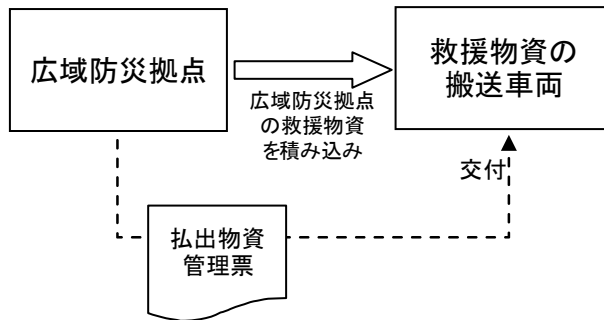 広域防災拠点
救援物資の
搬送車両
広域防災拠点
の救援物資
を積み込み
交付
払出物資
管理票